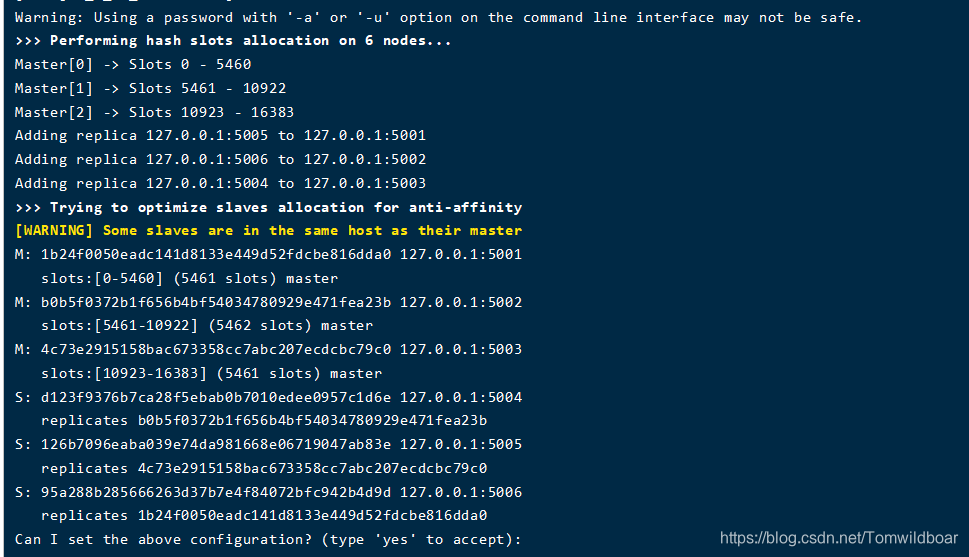 Warning: Using a password with '-a' or '-u' option on the command line interface may not be safe.
>>> Performing hash slots allocation on 6 nodes...
Master[0] -> Slots 0 - 5460
Master[1] -> Slots 5461 - 10922
Master[2] -> Slots 10923 - 16383
Adding replica 127.0.0.1:5005 to 127.0.0.1:5001
Adding replica 127.0.0.1:5006 to 127.0.0.1:5002
Adding replica 127.0.0.1:5004 to 127.0.0.1:5003
>>> Trying to optimize slaves allocation for anti-affinity
[WARNING] Some slaves are in the same host as their master
M: 1b24f0050eadc141d8133e449d52fdcbe816dda0 127.0.0.1:5001
slots:[0-5460] (5461 slots) master
M: b0b5f0372b1f656b4bf54034780929e471fea23b 127.0.0.1:5002
slots:[5461-10922] (5462 slots) master
M: 4c73e2915158bac673358cc7abc207ecdcbc79c0 127.0.0.1:5003
slots:[10923-16383] (5461 slots) master
S: d123f9376b7ca28f5ebab0b7010edee0957c1d6e 127.0.0.1:5004
replicates b0b5f0372b1f656b4bf54034780929e471fea23b
S: 126b7096eaba039e74da981668e06719047ab83e 127.0.0.1:5005
replicates 4c73e2915158bac673358cc7abc207ecdcbc79c0
S: 95a288b285666263d37b7e4f84072bfc942b4d9d 127.0.0.1:5006
replicates 1b24f0050eadc141d8133e449d52fdcbe816dda0
Can I set the above configuration? (type 'yes' to accept):
https://blog.csdn.net/Tomwildboar